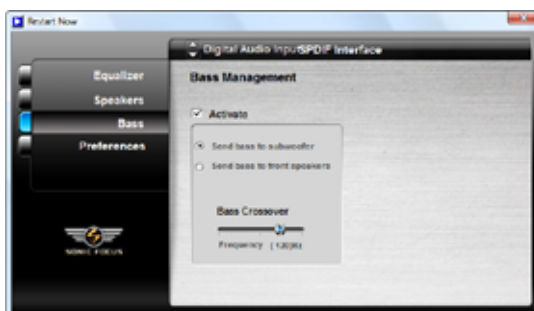 Restart Now
Digital Audio Input SPDIF Interface
Equalizer
Speakers
Bass
Preferences
Bass Management
Activate
Send bass to subwoofer
Send bass to front speakers
Bass Crossover
Frequency
SONIC FOCUS